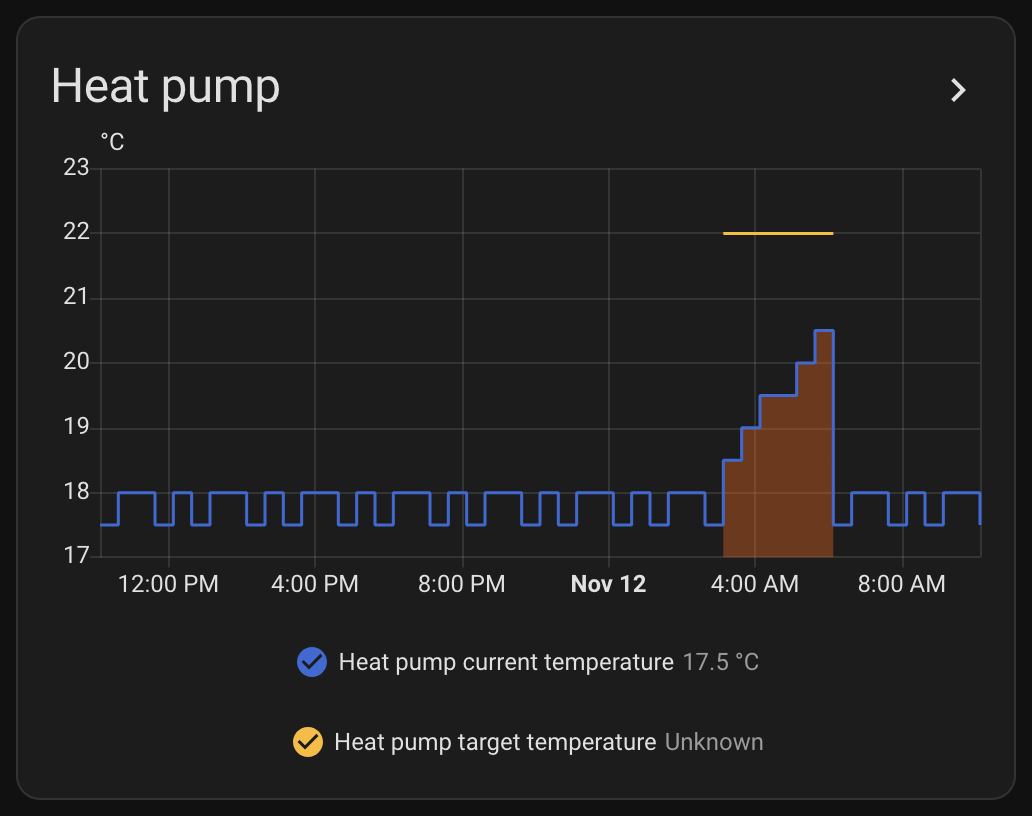 Heat pump
°C
23
22
21
20
19
18
17
12:00 PM 4:00 PM 8:00 PM Nov 12 4:00 AM 8:00 AM
Heat pump current temperature 17.5 °C
Heat pump target temperature Unknown